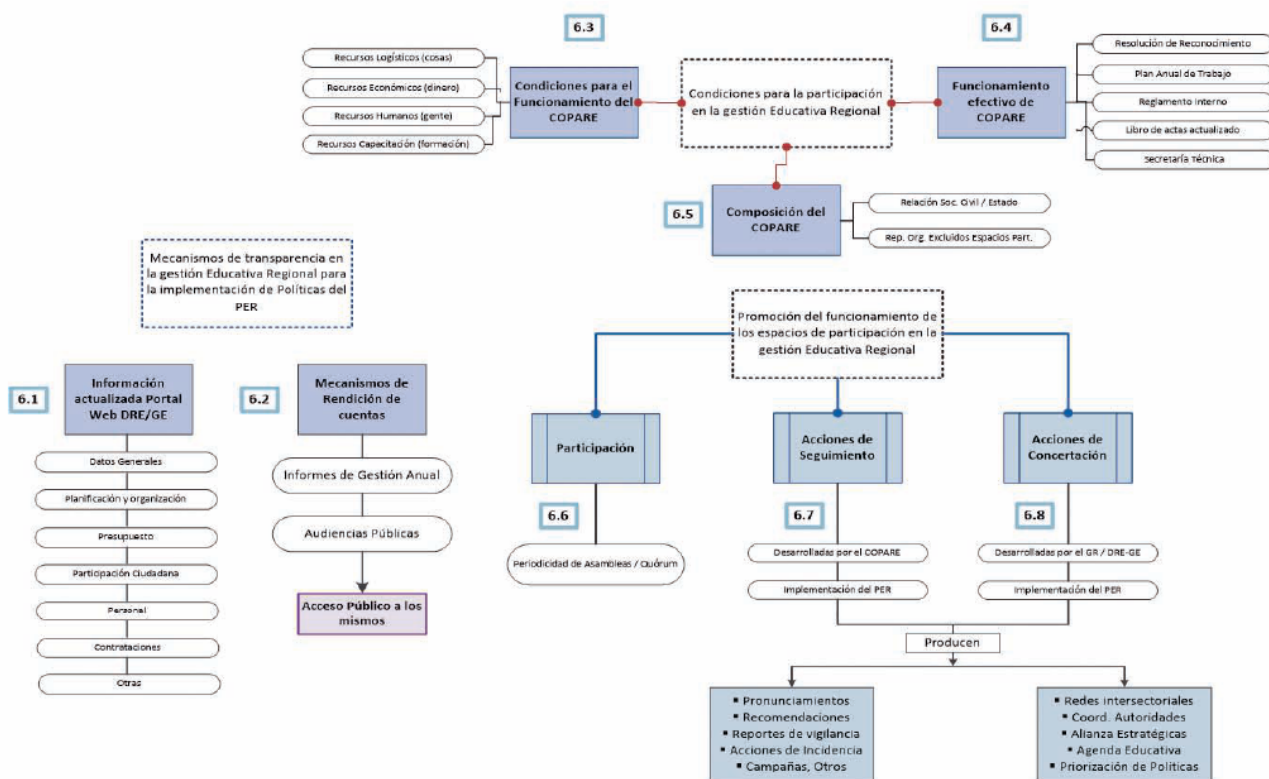 6.3
Recursos Logísticos (cosas)
Recursos Económicos (dinero)
Recursos Humanos (gente)
Recursos Capacitación (formación)
Condiciones para el
Funcionamiento del
COPARE
Condiciones para la participación
en la gestión Educativa Regional
6.4
Funcionamiento
efectivo de
COPARE
Resolución de Reconocimiento
Plan Anual de Trabajo
Reglamento Interno
Libro de actas actualizado
Secretaría Técnica
6.5
Composición del
COPARE
Relación Soc. Civil / Estado
Rep. Org. Excluidos Espacios Part.
Mecanismos de transparencia en
la gestión Educativa Regional para
la implementación de Políticas del
PER
6.1
Información
actualizada Portal
Web DRE/GE
Datos Generales
Planificación y organización
Presupuesto
Participación Ciudadana
Personal
Contrataciones
Otras
6.2
Mecanismos de
Rendición de
cuentas
Informes de Gestión Anual
Audiencias Públicas
Acceso Público a los
mismos
Promoción del funcionamiento de
los espacios de participación en la
gestión Educativa Regional
Participación
6.6
Periodicidad de Asambleas / Quórum
Acciones de
Seguimiento
6.7
Desarrolladas por el COPARE
Implementación del PER
Acciones de
Concertación
6.8
Desarrolladas por el GR / DRE-GE
Implementación del PER
Producen
▪ Pronunciamientos
▪ Recomendaciones
▪ Reportes de vigilancia
▪ Acciones de Incidencia
▪ Campañas, Otros
▪ Redes intersectoriales
▪ Coord. Autoridades
▪ Alianza Estratégicas
▪ Agenda Educativa
▪ Priorización de Políticas